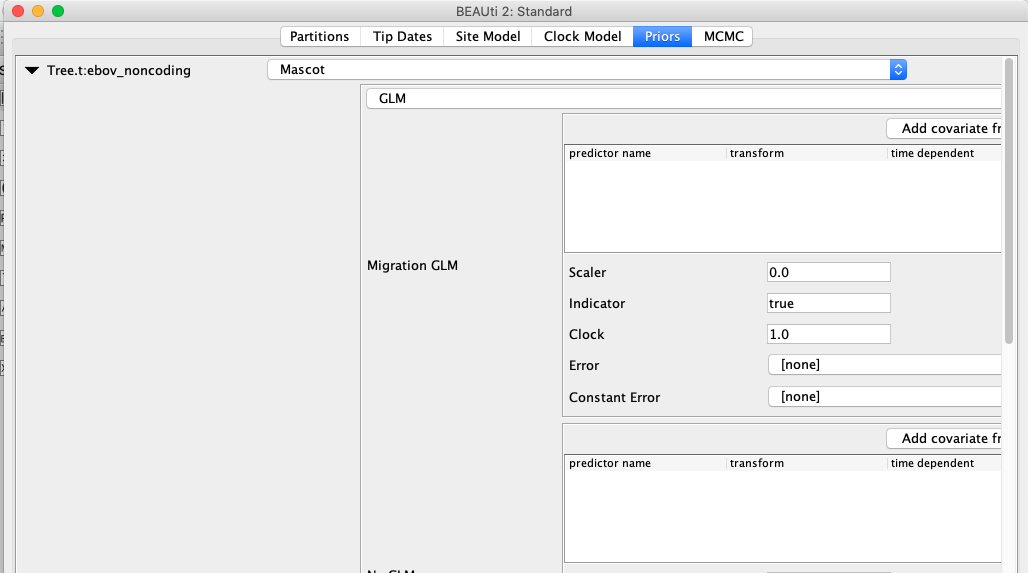 BEAUti 2: Standard
Partitions Tip Dates Site Model Clock Model Priors MCMC
Tree.t:ebov_noncoding Mascot
GLM
Add covariate fr
predictor name transform time dependent
Migration GLM
Scaler 0.0
Indicator true
Clock 1.0
Error [none]
Constant Error [none]
Add covariate fr
predictor name transform time dependent